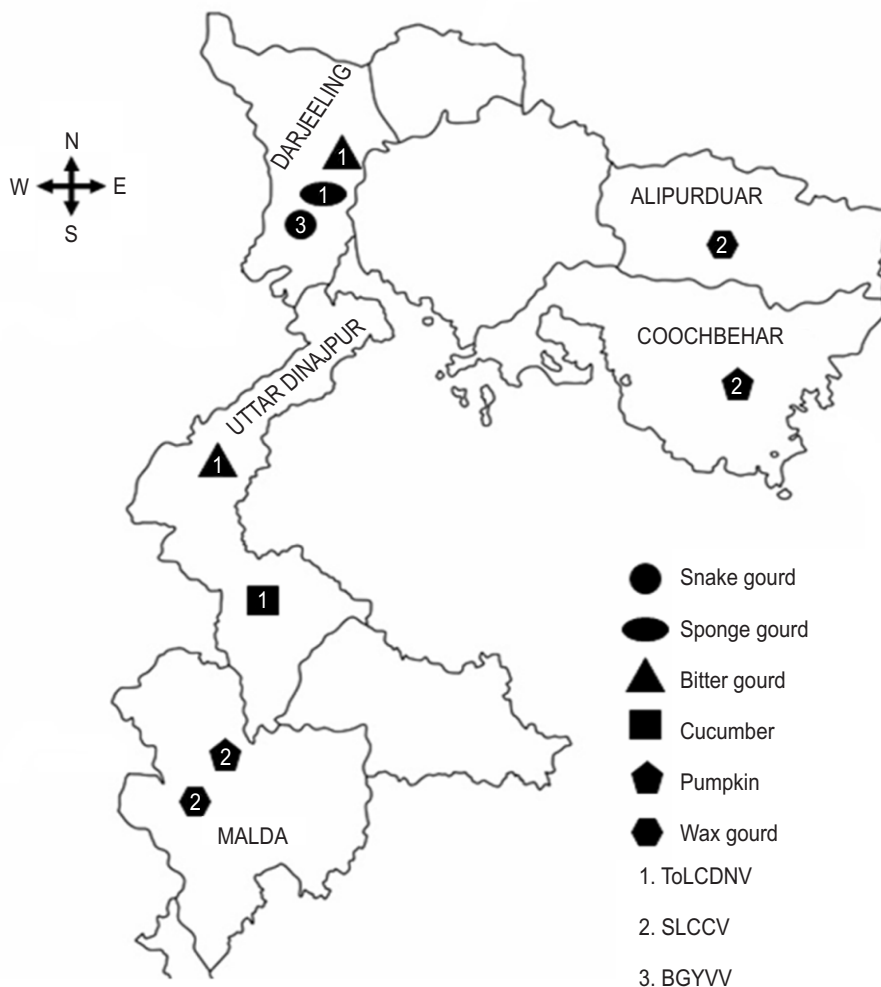 N
W E
S
DARJEELING
1
1
3
ALIPURDUAR
2
COOCHBEHAR
2
UTTAR DINAJPUR
1
1
2
2
MALDA
Snake gourd
Sponge gourd
Bitter gourd
Cucumber
Pumpkin
Wax gourd
1. ToLCDNV
2. SLCCV
3. BGYVV